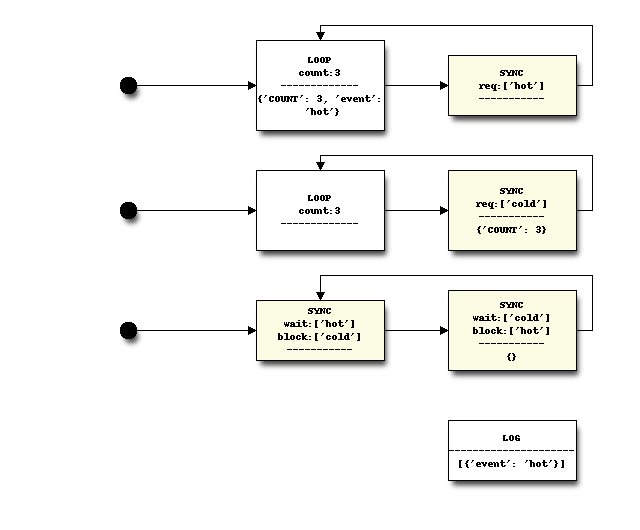 LOOP
count:3
-------------
{'COUNT': 3, 'event':
'hot'}
SYNC
req:['hot']
-----------
LOOP
count:3
-------------
SYNC
req:['cold']
-----------
{'COUNT': 3}
SYNC
wait:['hot']
block:['cold']
-----------
SYNC
wait:['cold']
block:['hot']
-----------
{}
LOG
---------------------
[{'event': 'hot'}]